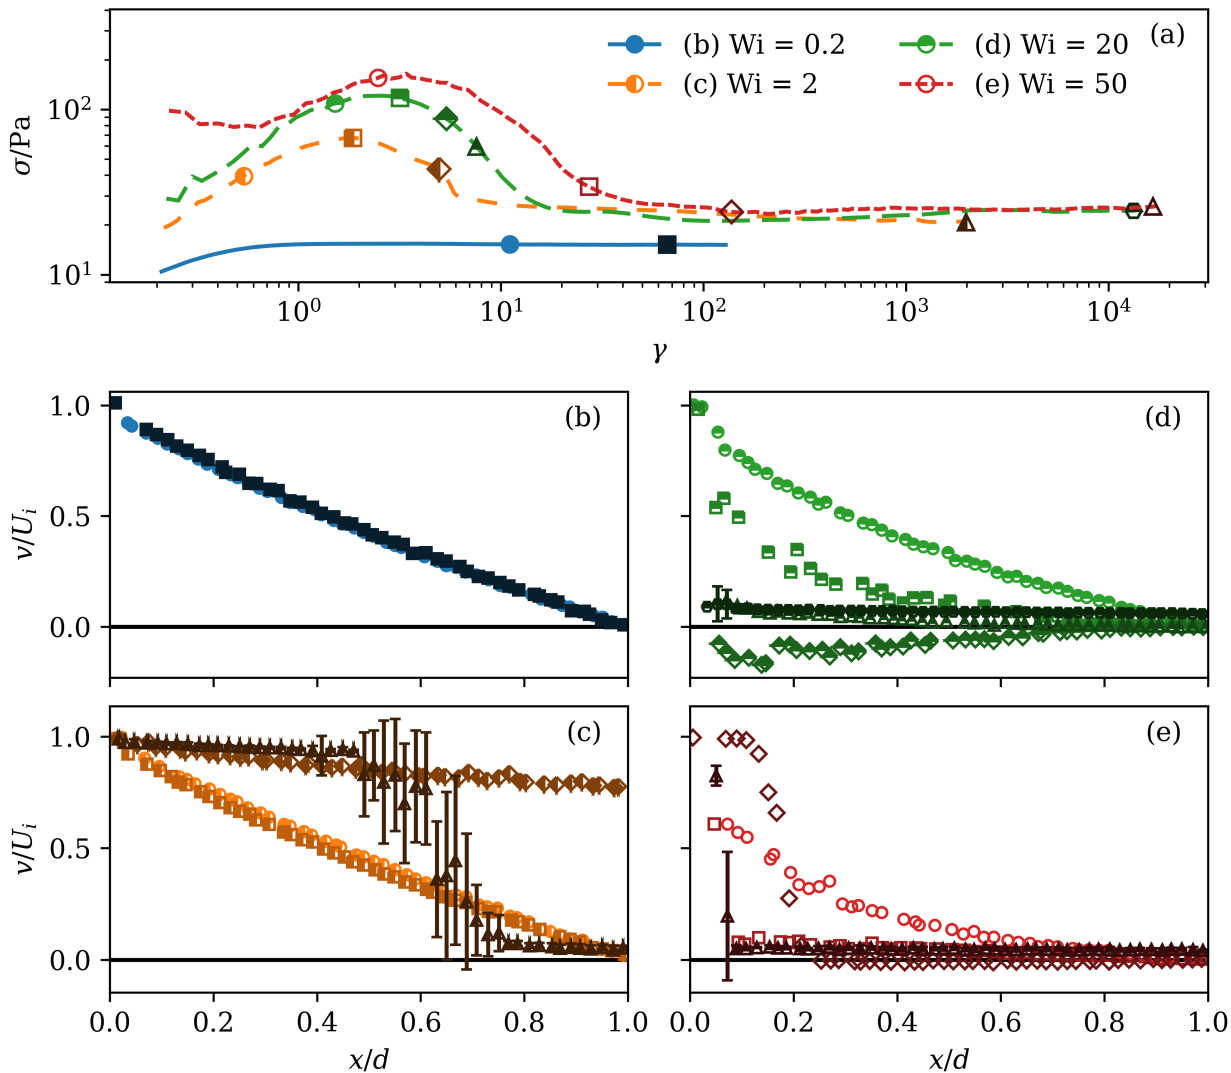 (a)
(b) Wi = 0.2
(d) Wi = 20
(c) Wi = 2
(e) Wi = 50
σ/Pa
10²
10¹
10⁰ 10¹ 10² 10³ 10⁴
γ
(b)
v/Uᵢ
1.0
0.5
0.0
(d)
(c)
v/Uᵢ
1.0
0.5
0.0
0.0 0.2 0.4 0.6 0.8 1.0
x/d
(e)
0.0 0.2 0.4 0.6 0.8 1.0
x/d